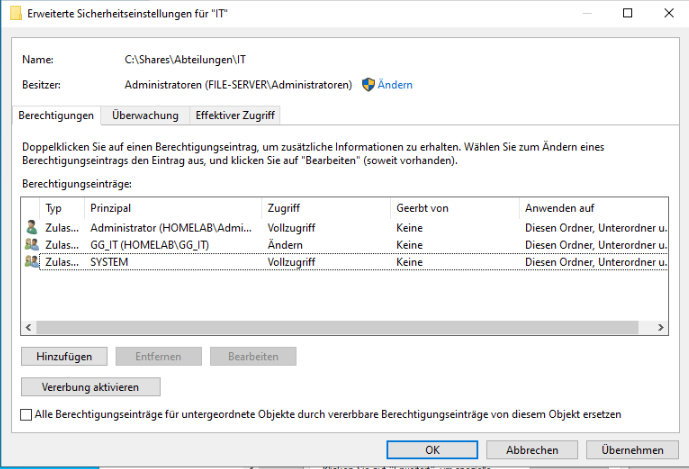 Erweiterte Sicherheitseinstellungen für "IT"
Name: C:\Shares\Abteilungen\IT
Besitzer: Administratoren (FILE-SERVER\Administratoren) Ändern
Berechtigungen Überwachung Effektiver Zugriff
Doppelklicken Sie auf einen Berechtigungseintrag, um zusätzliche Informationen zu erhalten. Wählen Sie zum Ändern eines
Berechtigungseintrags den Eintrag aus, und klicken Sie auf "Bearbeiten" (soweit vorhanden).
Berechtigungseinträge:
Typ Prinzipal Zugriff Geerbt von Anwenden auf
Zulas... Administrator (HOMELAB\Admi... Vollzugriff Keine Diesen Ordner, Unterordner u.
Zulas... GG_IT (HOMELAB\GG_IT) Ändern Keine Diesen Ordner, Unterordner u.
Zulas... SYSTEM Vollzugriff Keine Diesen Ordner, Unterordner u.
Hinzufügen Entfernen Bearbeiten
Vererbung aktivieren
Alle Berechtigungseinträge für untergeordnete Objekte durch vererbbare Berechtigungseinträge von diesem Objekt ersetzen
OK Abbrechen Übernehmen